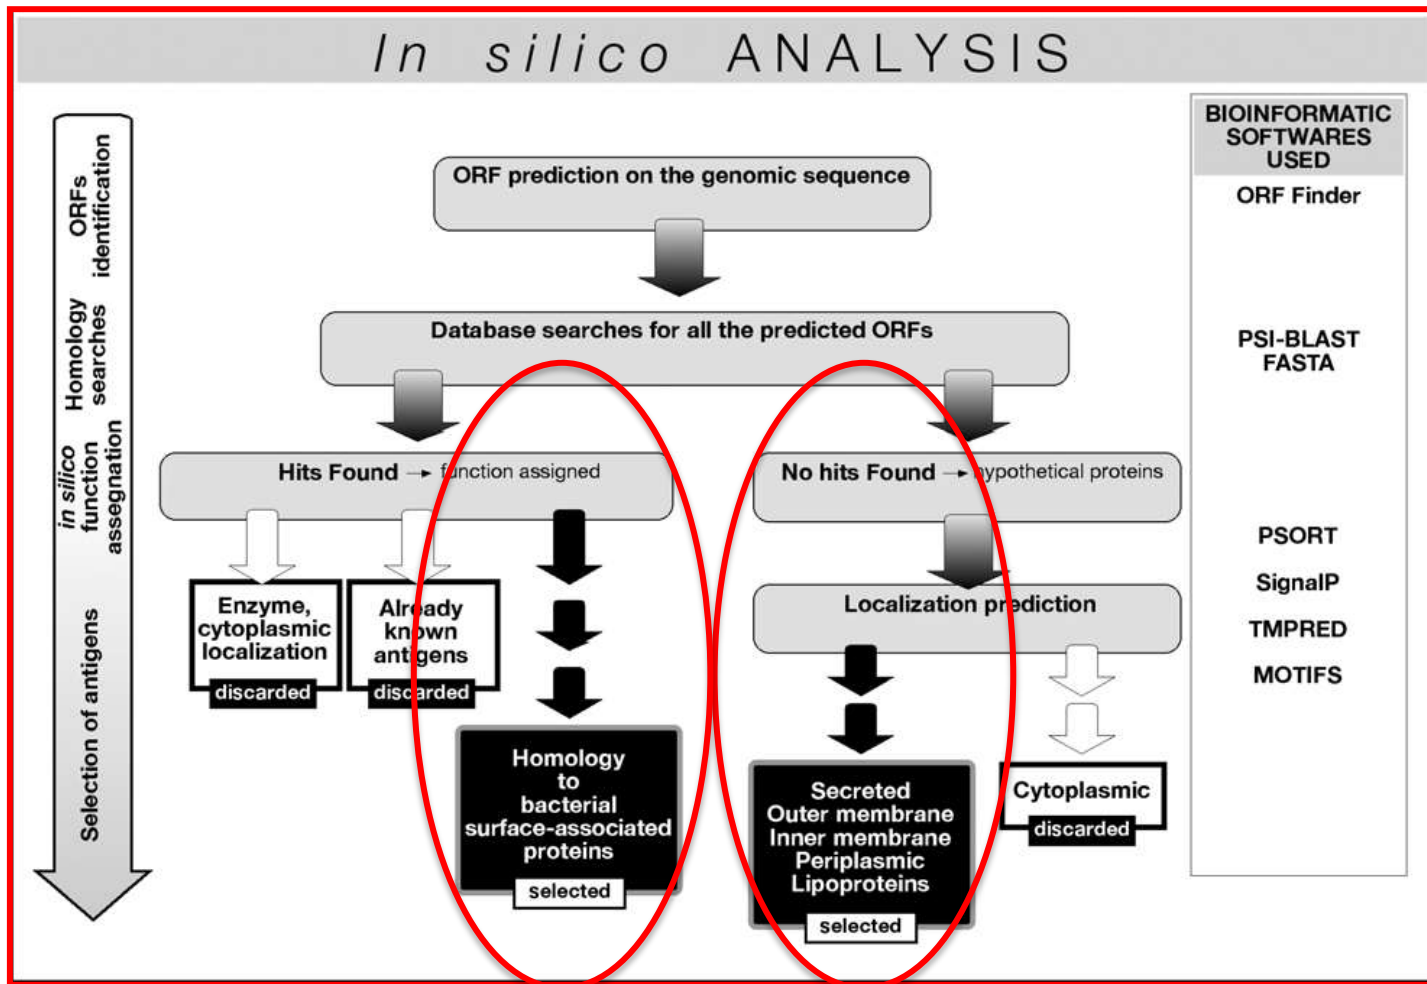 In silico ANALYSIS
ORFs
identification
Homology
searches
in silico
function
assegnation
Selection of antigens
ORF prediction on the genomic sequence
Database searches for all the predicted ORFs
Hits Found → function assigned
No hits Found → hypothetical proteins
Enzyme,
cytoplasmic
localization
discarded
Already
known
antigens
discarded
Homology
to
bacterial
surface-associated
proteins
selected
Localization prediction
Secreted
Outer membrane
Inner membrane
Periplasmic
Lipoproteins
selected
Cytoplasmic
discarded
BIOINFORMATIC
SOFTWARES
USED
ORF Finder
PSI-BLAST
FASTA
PSORT
SignalP
TMPRED
MOTIFS